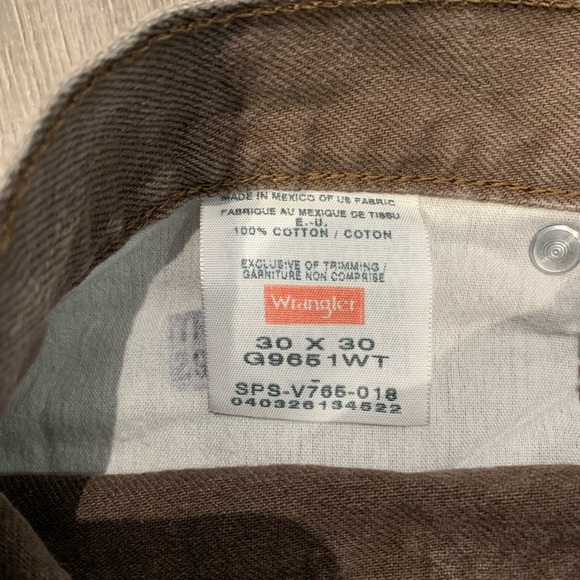 MADE IN MEXICO OF US FABRIC
FABRIQUE AU MEXIQUE DE TISSU
E.-U.
100% COTTON / COTON
EXCLUSIVE OF TRIMMING /
GARNITURE NON COMPRISE
Wrangler
30 X 30
G9651WT
SPS-V765-018
040326134522